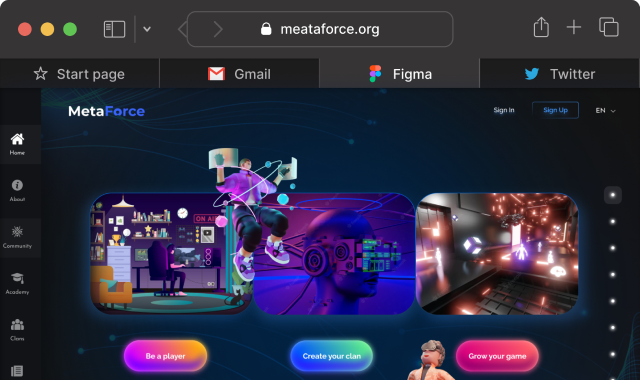 meataforce.org
Start page
Gmail
Figma
Twitter
MetaForce
Sign In
Sign Up
EN
Home
About
Community
Academy
Clans
ON AIR
Be a player
Create your clan
Grow your game